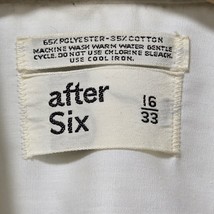 65% POLYESTER-35% COTTON
MACHINE WASH WARM WATER GENTLE
CYCLE. DO NOT USE CHLORINE BLEACH.
USE COOL IRON.
after
Six
16
33